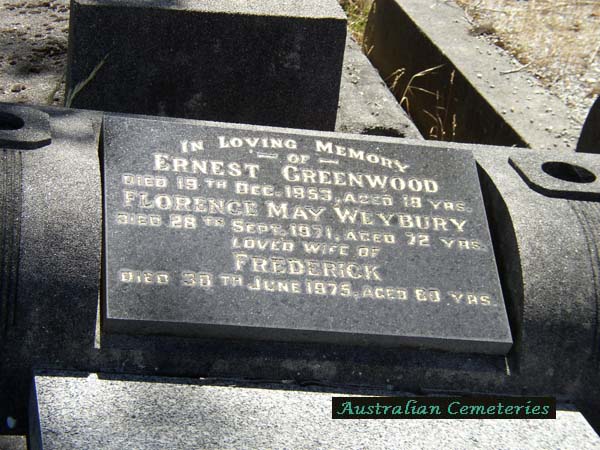 In Loving Memory
of
Ernest Greenwood
Died 19th Dec. 1953, Aged 19 yrs.
Florence May Weybury
Died 28th Sept. 1971, Aged 72 yrs.
Loved wife of
Frederick
Died 30th June 1975, Aged 80 yrs.
Australian Cemeteries